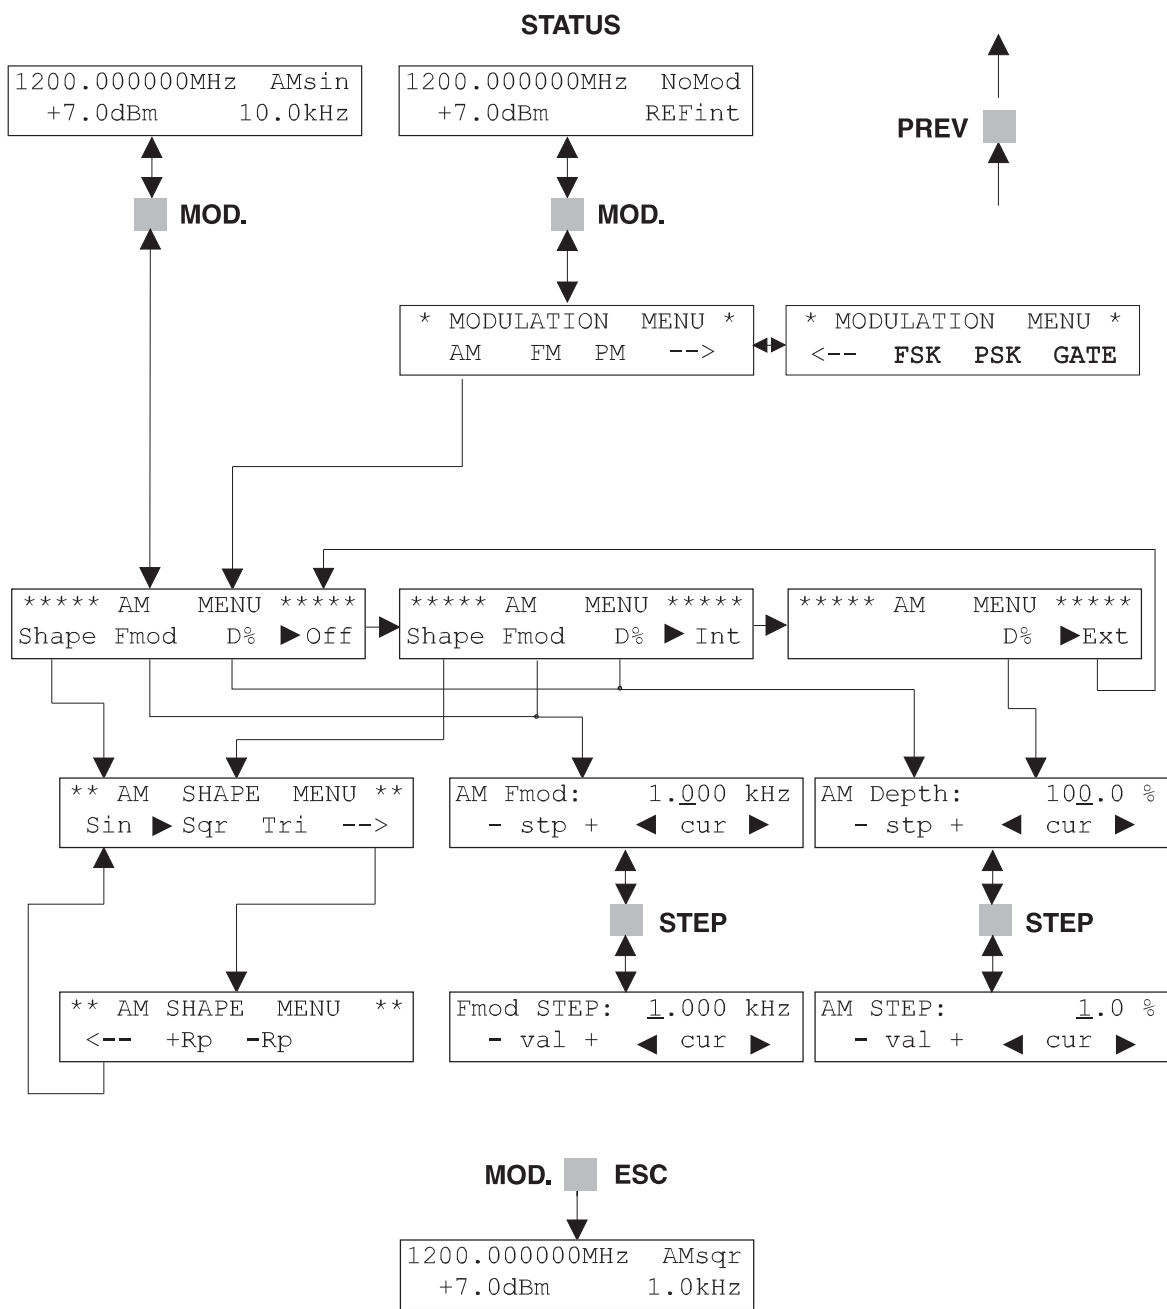 STATUS
1200.000000MHz AMsin
+7.0dBm 10.0kHz
1200.000000MHz NoMod
+7.0dBm REFint
PREV
MOD.
MOD.
* MODULATION MENU *
AM FM PM -->
* MODULATION MENU *
<-- FSK PSK GATE
***** AM MENU *****
Shape Fmod D% ▶Off
***** AM MENU *****
Shape Fmod D% ▶ Int
***** AM MENU *****
D% ▶Ext
** AM SHAPE MENU **
Sin ▶ Sqr Tri -->
AM Fmod: 1.000 kHz
- stp + ◀ cur ▶
AM Depth: 100.0 %
- stp + ◀ cur ▶
STEP
STEP
** AM SHAPE MENU **
<-- +Rp -Rp
Fmod STEP: 1.000 kHz
- val + ◀ cur ▶
AM STEP: 1.0 %
- val + ◀ cur ▶
MOD. ESC
1200.000000MHz AMsqr
+7.0dBm 1.0kHz